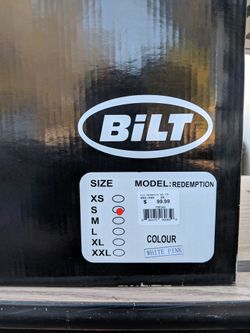 BiLT
SIZE
MODEL:REDEMPTION
XS
S
$ 99.99
M
L
COLOUR
XL
WHITE PINK
XXL